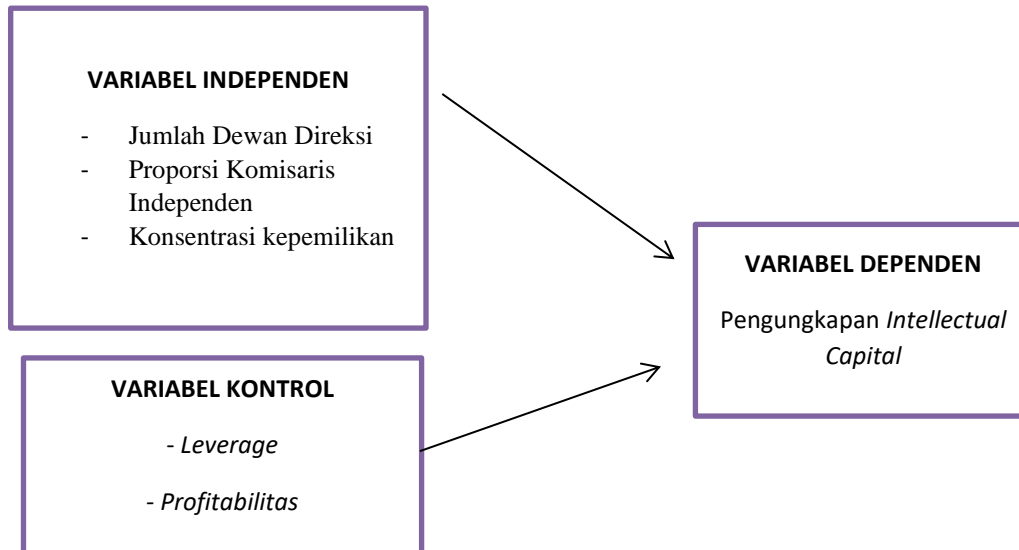 VARIABEL INDEPENDEN
- Jumlah Dewan Direksi
- Proporsi Komisaris
Independen
- Konsentrasi kepemilikan
VARIABEL DEPENDEN
Pengungkapan Intellectual
Capital
VARIABEL KONTROL
- Leverage
- Profitabilitas